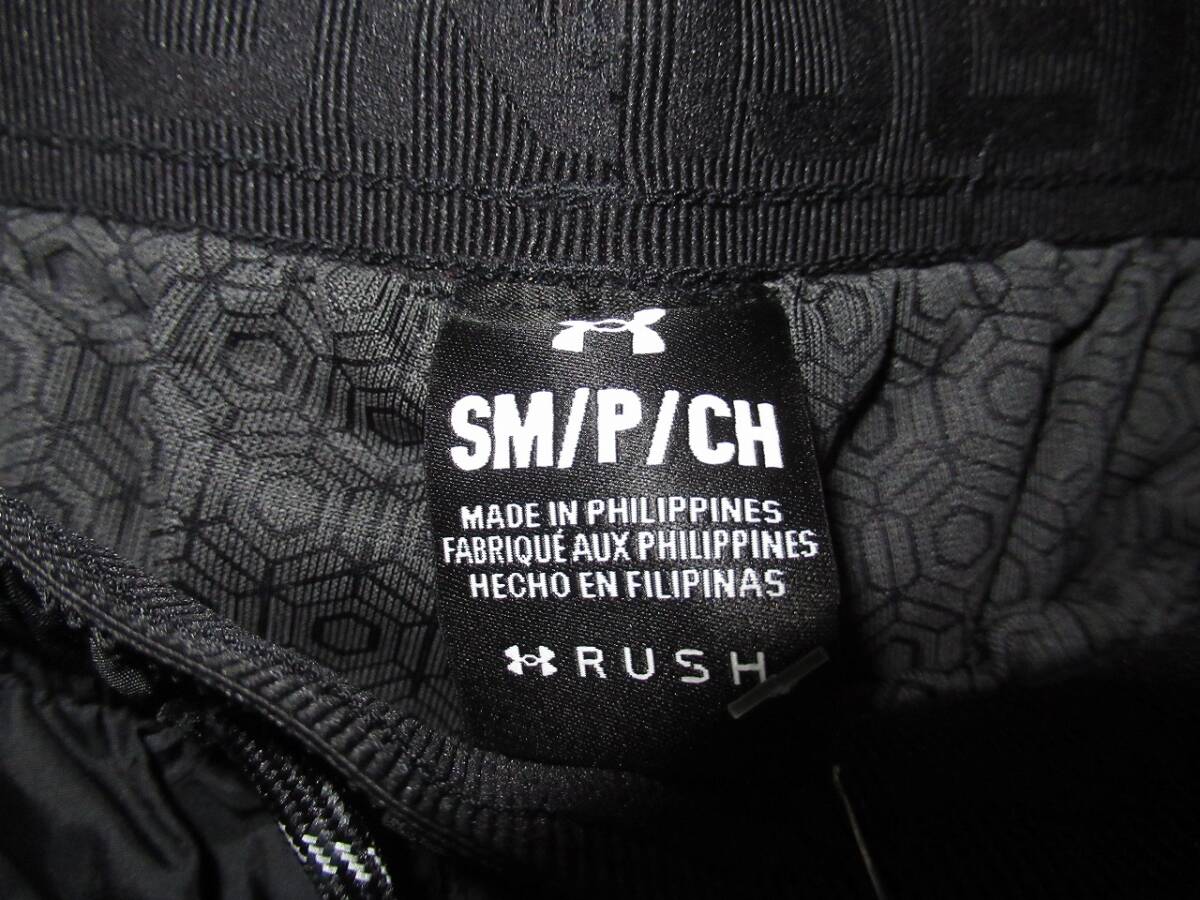 SM/P/CH
MADE IN PHILIPPINES
FABRIQUÉ AUX PHILIPPINES
HECHO EN FILIPINAS
RUSH